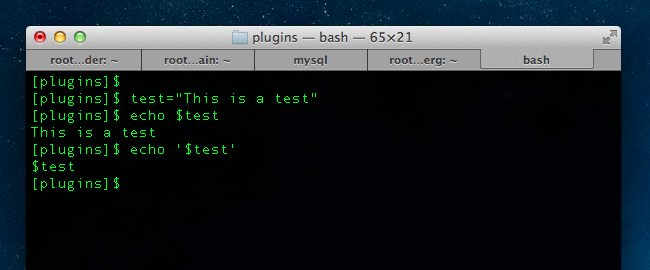 plugins — bash — 65×21
root...der: ~ root...ain: ~ mysql root...erg: ~ bash
[plugins]$
[plugins]$ test="This is a test"
[plugins]$ echo $test
This is a test
[plugins]$ echo '$test'
$test
[plugins]$